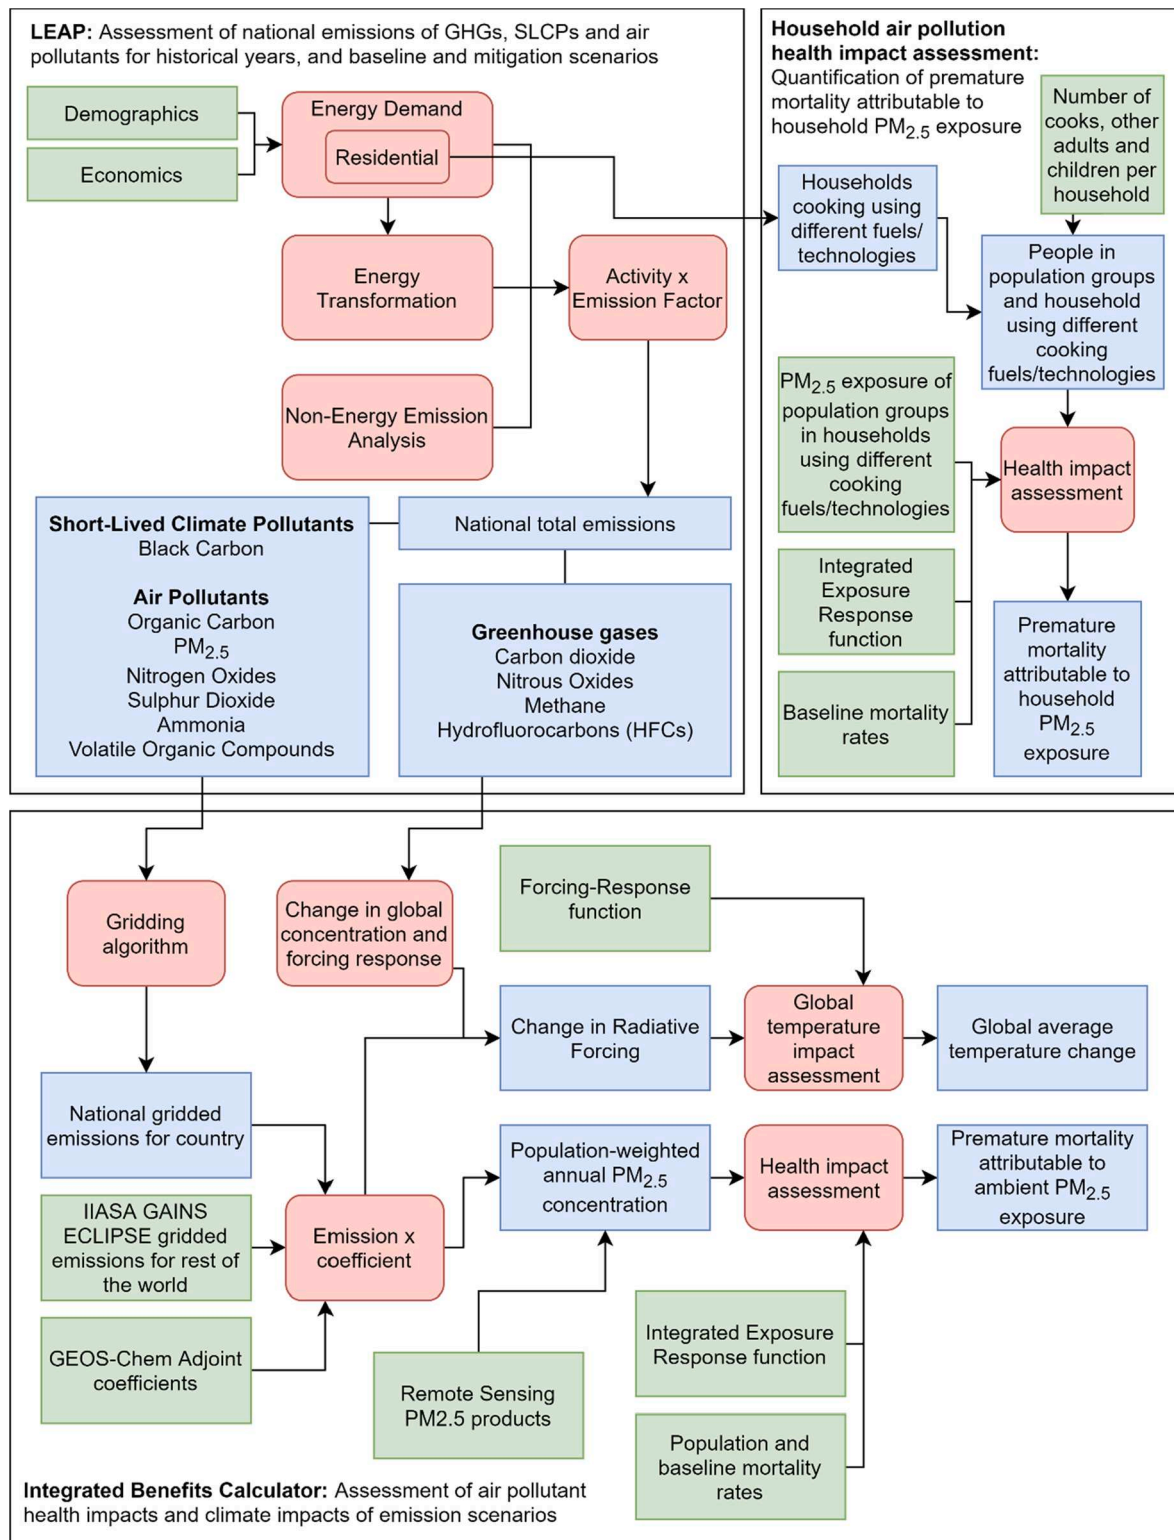 LEAP: Assessment of national emissions of GHGs, SLCPs and air
pollutants for historical years, and baseline and mitigation scenarios
Demographics
Economics
Energy Demand
Residential
Energy
Transformation
Activity x
Emission Factor
Non-Energy Emission
Analysis
National total emissions
Short-Lived Climate Pollutants
Black Carbon
Air Pollutants
Organic Carbon
PM2.5
Nitrogen Oxides
Sulphur Dioxide
Ammonia
Volatile Organic Compounds
Greenhouse gases
Carbon dioxide
Nitrous Oxides
Methane
Hydrofluorocarbons (HFCs)
Household air pollution
health impact assessment:
Quantification of premature
mortality attributable to
household PM2.5 exposure
Number of
cooks, other
adults and
children per
household
Households
cooking using
different fuels/
technologies
People in
population groups
and household
using different
cooking
fuels/technologies
PM2.5 exposure of
population groups
in households
using different
cooking
fuels/technologies
Health impact
assessment
Integrated
Exposure
Response
function
Baseline mortality
rates
Premature
mortality
attributable to
household
PM2.5
exposure
Gridding
algorithm
Change in global
concentration and
forcing response
Forcing-Response
function
Change in Radiative
Forcing
Global
temperature
impact
assessment
Global average
temperature change
National gridded
emissions for country
Population-weighted
annual PM2.5
concentration
Health impact
assessment
Premature mortality
attributable to
ambient PM2.5
exposure
IIASA GAINS
ECLIPSE gridded
emissions for rest of
the world
Emission x
coefficient
GEOS-Chem Adjoint
coefficients
Remote Sensing
PM2.5 products
Integrated Exposure
Response function
Population and
baseline mortality
rates
Integrated Benefits Calculator: Assessment of air pollutant
health impacts and climate impacts of emission scenarios